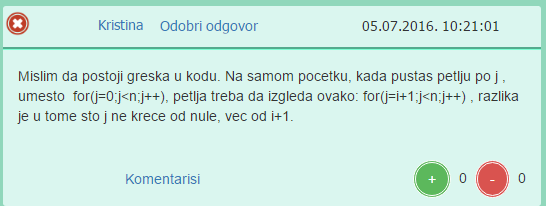 Kristina Odobri odgovor 05.07.2016. 10:21:01
Mislim da postoji greska u kodu. Na samom pocetku, kada pustas petlju po j ,
umesto for(j=0;j<n;j++), petlja treba da izgleda ovako: for(j=i+1;j<n;j++) , razlika
je u tome sto j ne krece od nule, vec od i+1.
Komentarisi + 0 - 0